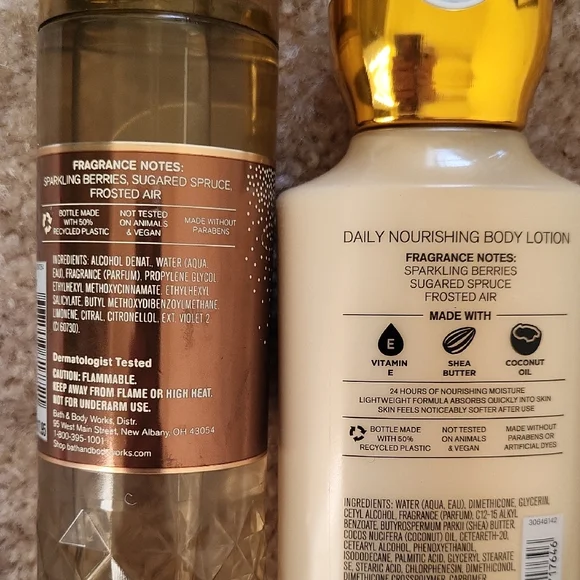 FRAGRANCE NOTES:
SPARKLING BERRIES, SUGARED SPRUCE,
FROSTED AIR
BOTTLE MADE
WITH 50%
RECYCLED PLASTIC
NOT TESTED
ON ANIMALS
& VEGAN
MADE WITHOUT
PARABENS
INGREDIENTS: ALCOHOL DENAT., WATER (AQUA,
EAU), FRAGRANCE (PARFUM), PROPYLENE GLYCOL
ETHYLHEXYL METHOXYCINNAMATE, ETHYLHEXYL
SALICYLATE, BUTYL METHOXYDIBENZOYLMETHANE,
LIMONENE, CITRAL, CITRONELLOL, EXT. VIOLET 2
(CI 60730).
Dermatologist Tested
CAUTION: FLAMMABLE.
KEEP AWAY FROM FLAME OR HIGH HEAT.
NOT FOR UNDERARM USE.
Bath & Body Works, Distr.
95 West Main Street, New Albany, OH 43054
1-800-395-1001
Shop bathandbodyworks.com
C
DAILY NOURISHING BODY LOTION
FRAGRANCE NOTES:
SPARKLING BERRIES
SUGARED SPRUCE
FROSTED AIR
MADE WITH
E
VITAMIN
E
SHEA
BUTTER
COCONUT
OIL
24 HOURS OF NOURISHING MOISTURE
LIGHTWEIGHT FORMULA ABSORBS QUICKLY INTO SKIN
SKIN FEELS NOTICEABLY SOFTER AFTER USE
BOTTLE MADE
WITH 50%
RECYCLED PLASTIC
NOT TESTED
ON ANIMALS
& VEGAN
MADE WITHOUT
PARABENS OR
ARTIFICIAL DYES
INGREDIENTS: WATER (AQUA, EAU), DIMETHICONE, GLYCERIN,
CETYL ALCOHOL, FRAGRANCE (PARFUM), C12-15 ALKYL
BENZOATE, BUTYROSPERMUM PARKII (SHEA) BUTTER,
COCOS NUCIFERA (COCONUT) OIL, CETEARETH-20,
CETEARYL ALCOHOL, PHENOXYETHANOL,
ISODODECANE, PALMITIC ACID, GLYCERYL STEARATE
SE, STEARIC ACID, CHLORPHENESIN, DIMETHICONOL,
DIMETHICONE CROSSPOLYMER, CARBOMER
30646142
17646